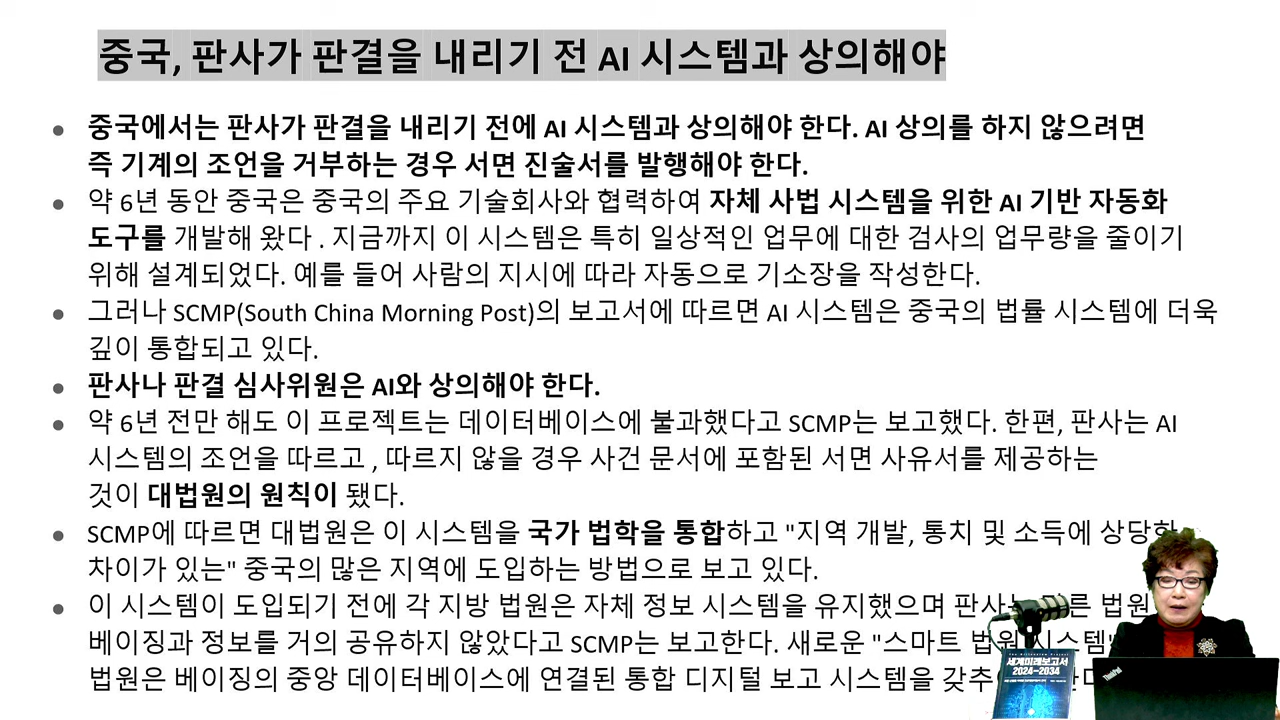 중국, 판사가 판결을 내리기 전 AI 시스템과 상의해야
● 중국에서는 판사가 판결을 내리기 전에 AI 시스템과 상의해야 한다. AI 상의를 하지 않으려면
즉 기계의 조언을 거부하는 경우 서면 진술서를 발행해야 한다.
● 약 6년 동안 중국은 중국의 주요 기술회사와 협력하여 자체 사법 시스템을 위한 AI 기반 자동화
도구를 개발해 왔다 . 지금까지 이 시스템은 특히 일상적인 업무에 대한 검사의 업무량을 줄이기
위해 설계되었다. 예를 들어 사람의 지시에 따라 자동으로 기소장을 작성한다.
● 그러나 SCMP(South China Morning Post)의 보고서에 따르면 AI 시스템은 중국의 법률 시스템에 더욱
깊이 통합되고 있다.
● 판사나 판결 심사위원은 AI와 상의해야 한다.
● 약 6년 전만 해도 이 프로젝트는 데이터베이스에 불과했다고 SCMP는 보고했다. 한편, 판사는 AI
시스템의 조언을 따르고 , 따르지 않을 경우 사건 문서에 포함된 서면 사유서를 제공하는
것이 대법원의 원칙이 됐다.
● SCMP에 따르면 대법원은 이 시스템을 국가 법학을 통합하고 "지역 개발, 통치 및 소득에
차이가 있는" 중국의 많은 지역에 도입하는 방법으로 보고 있다.
● 이 시스템이 도입되기 전에 각 지방 법원은 자체 정보 시스템을 유지했으며 법원
베이징과 정보를 거의 공유하지 않았다고 SCMP는 보고한다. 새로운 "스마트 법원 시스템"
법원은 베이징의 중앙 데이터베이스에 연결된 통합 디지털 보고 시스템을
세계미래보고서
2024-2034
ThinkPad